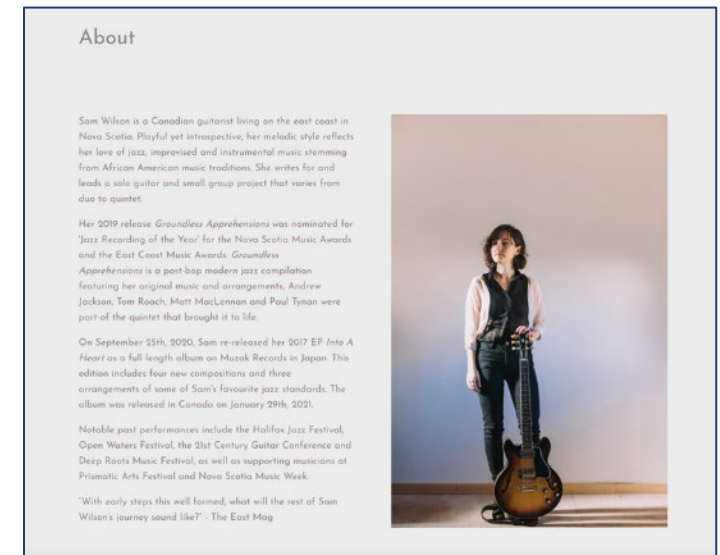 About
Sam Wilson is a Canadian guitarist living on the east coast in
Nova Scotia. Playful yet introspective, her melodic style reflects
her love of jazz, improvised and instrumental music stemming
from African American music traditions. She writes for and
leads a solo guitar and small group project that varies from
duo to quintet.
Her 2019 release Groundless Apprehensions was nominated for
'Jazz Recording of the Year' for the Nova Scotia Music Awards
and the East Coast Music Awards. Groundless
Apprehensions is a post-bop modern jazz compilation
featuring her original music and arrangements, Andrew
Jackson, Tom Roach, Matt MacLennan and Paul Tynan were
part of the quintet that brought it to life.
On September 25th, 2020, Sam re-released her 2017 EP Into A
Heart as a full length album on Muzak Records in Japan. This
edition includes four new compositions and three
arrangements of some of Sam's favourite jazz standards. The
album was released in Canada on January 29th, 2021.
Notable past performances include the Halifax Jazz Festival,
Open Waters Festival, the 21st Century Guitar Conference and
Deep Roots Music Festival, as well as supporting musicians at
Prismatic Arts Festival and Nova Scotia Music Week.
"With early steps this well formed, what will the rest of Sam
Wilson's journey sound like?" - The East Mag